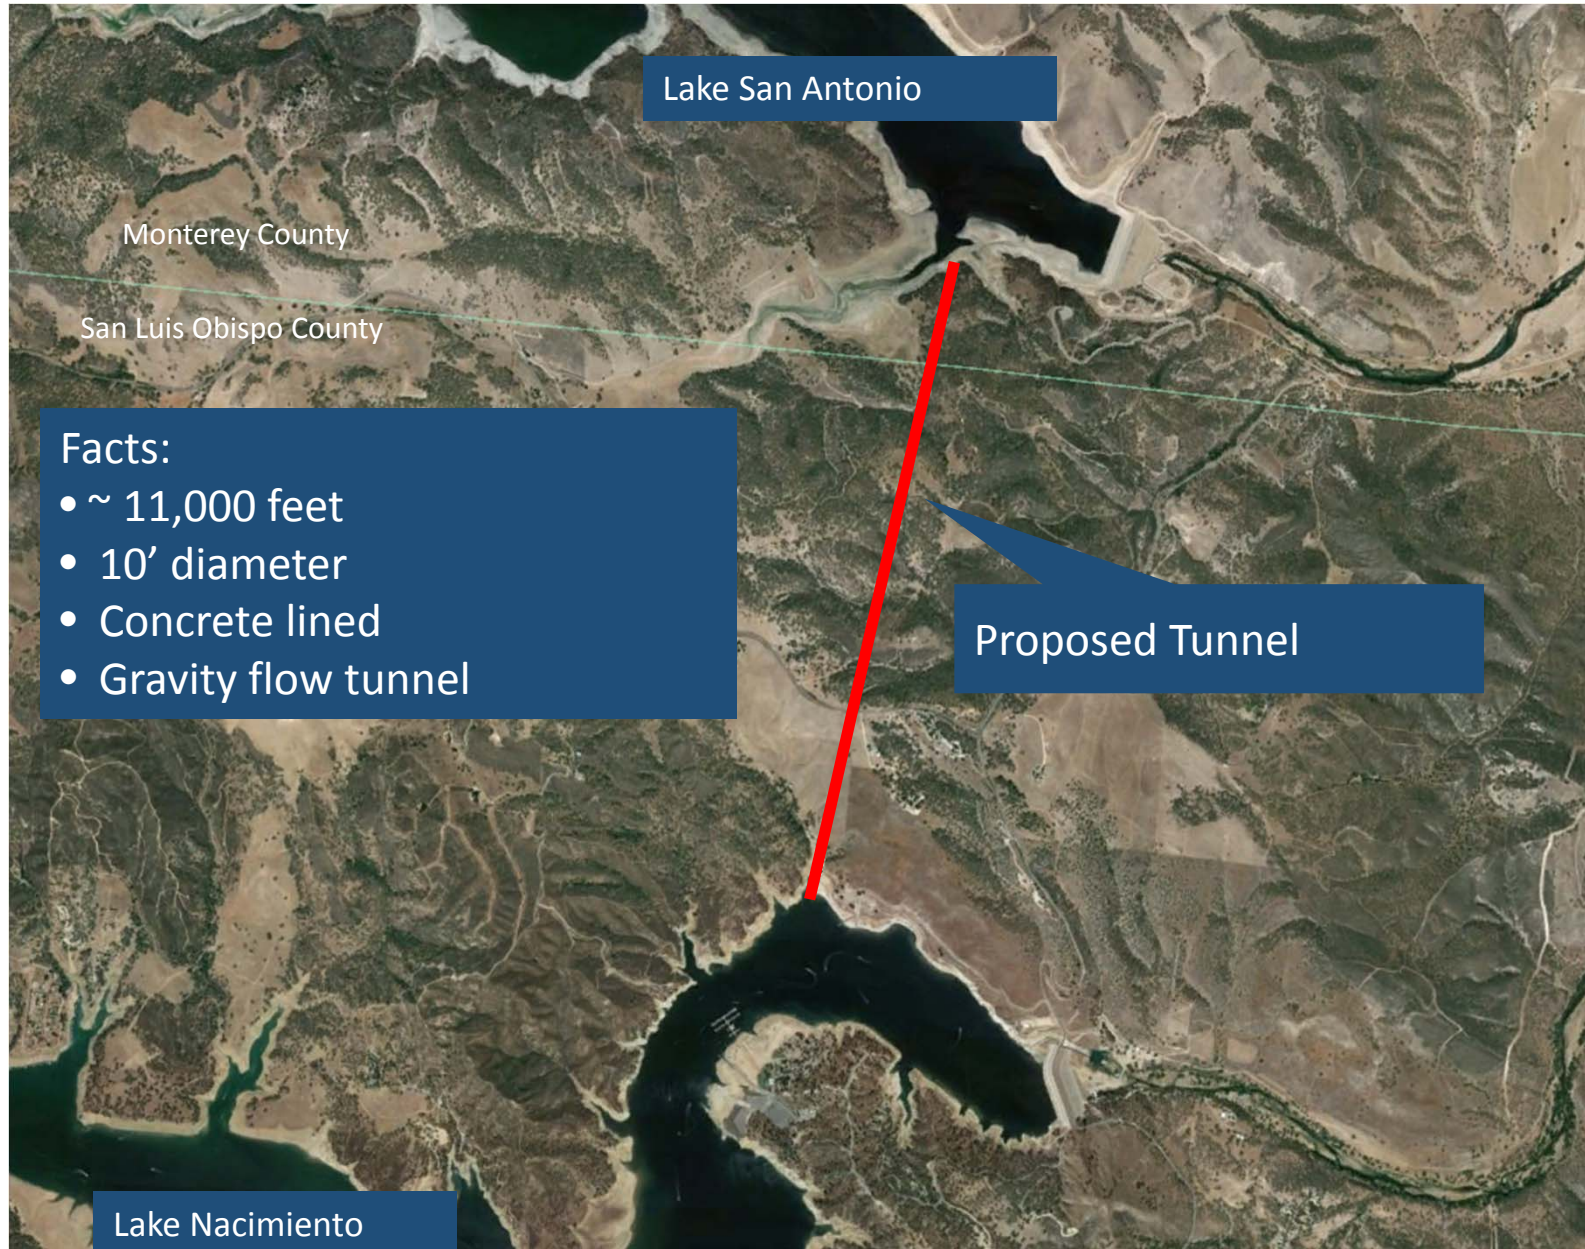 Lake San Antonio
Monterey County
San Luis Obispo County
Facts:
• ~ 11,000 feet
• 10’ diameter
• Concrete lined
• Gravity flow tunnel
Proposed Tunnel
Lake Nacimiento